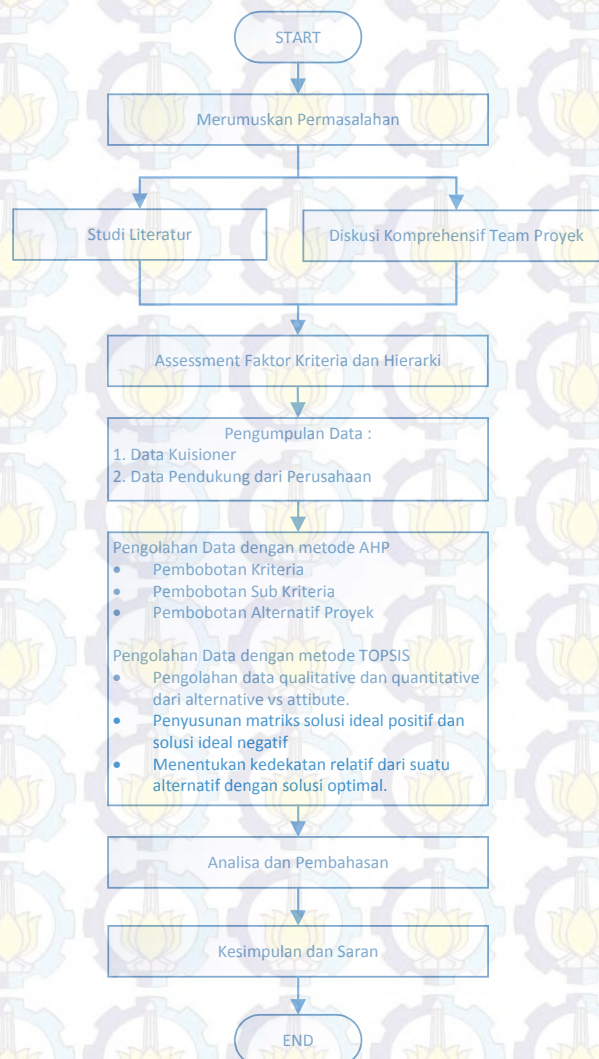 START
Merumuskan Permasalahan
Studi Literatur
Diskusi Komprehensif Team Proyek
Assessment Faktor Kriteria dan Hierarki
Pengumpulan Data :
1. Data Kuisioner
2. Data Pendukung dari Perusahaan
Pengolahan Data dengan metode AHP
• Pembobotan Kriteria
• Pembobotan Sub Kriteria
• Pembobotan Alternatif Proyek
Pengolahan Data dengan metode TOPSIS
• Pengolahan data qualitative dan quantitative
dari alternative vs attibute.
• Penyusunan matriks solusi ideal positif dan
solusi ideal negatif
• Menentukan kedekatan relatif dari suatu
alternatif dengan solusi optimal.
Analisa dan Pembahasan
Kesimpulan dan Saran
END